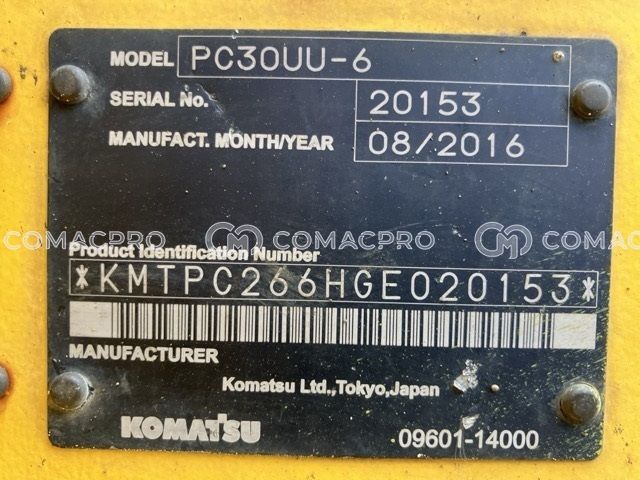 MODEL PC30UU-6
SERIAL No. 20153
MANUFACT. MONTH/YEAR 08/2016
COMACPRO COMACPRO
Product Identification Number
*KMTPC266HGE020153*
MANUFACTURER
Komatsu Ltd.,Tokyo,Japan
KOMATSU 09601-14000